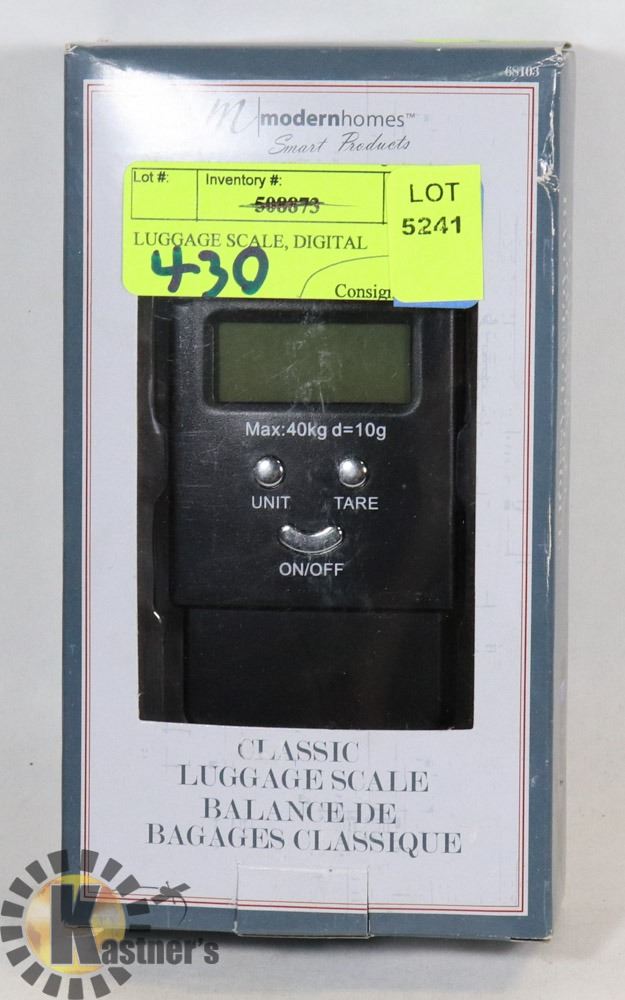 68103
m modernhomes™
Smart Products
Lot #:
Inventory #:
508873
LOT
5241
LUGGAGE SCALE, DIGITAL
430
Consign
Max:40kg d=10g
UNIT TARE
ON/OFF
CLASSIC
LUGGAGE SCALE
BALANCE DE
BAGAGES CLASSIQUE
Kastner's